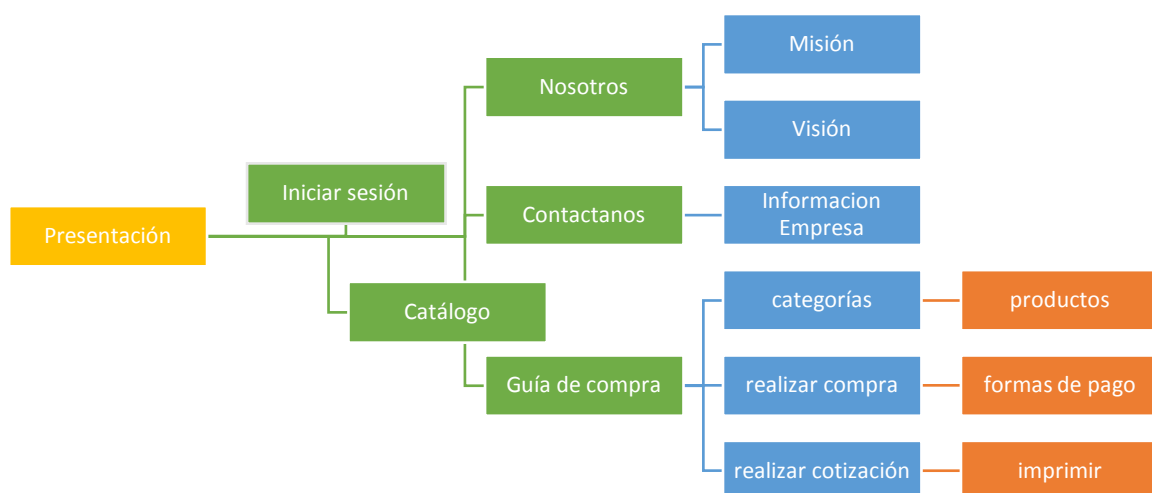 Misión
Nosotros
Visión
Iniciar sesión
Contactanos
Informacion
Empresa
Presentación
Catálogo
categorías
productos
Guía de compra
realizar compra
formas de pago
realizar cotización
imprimir